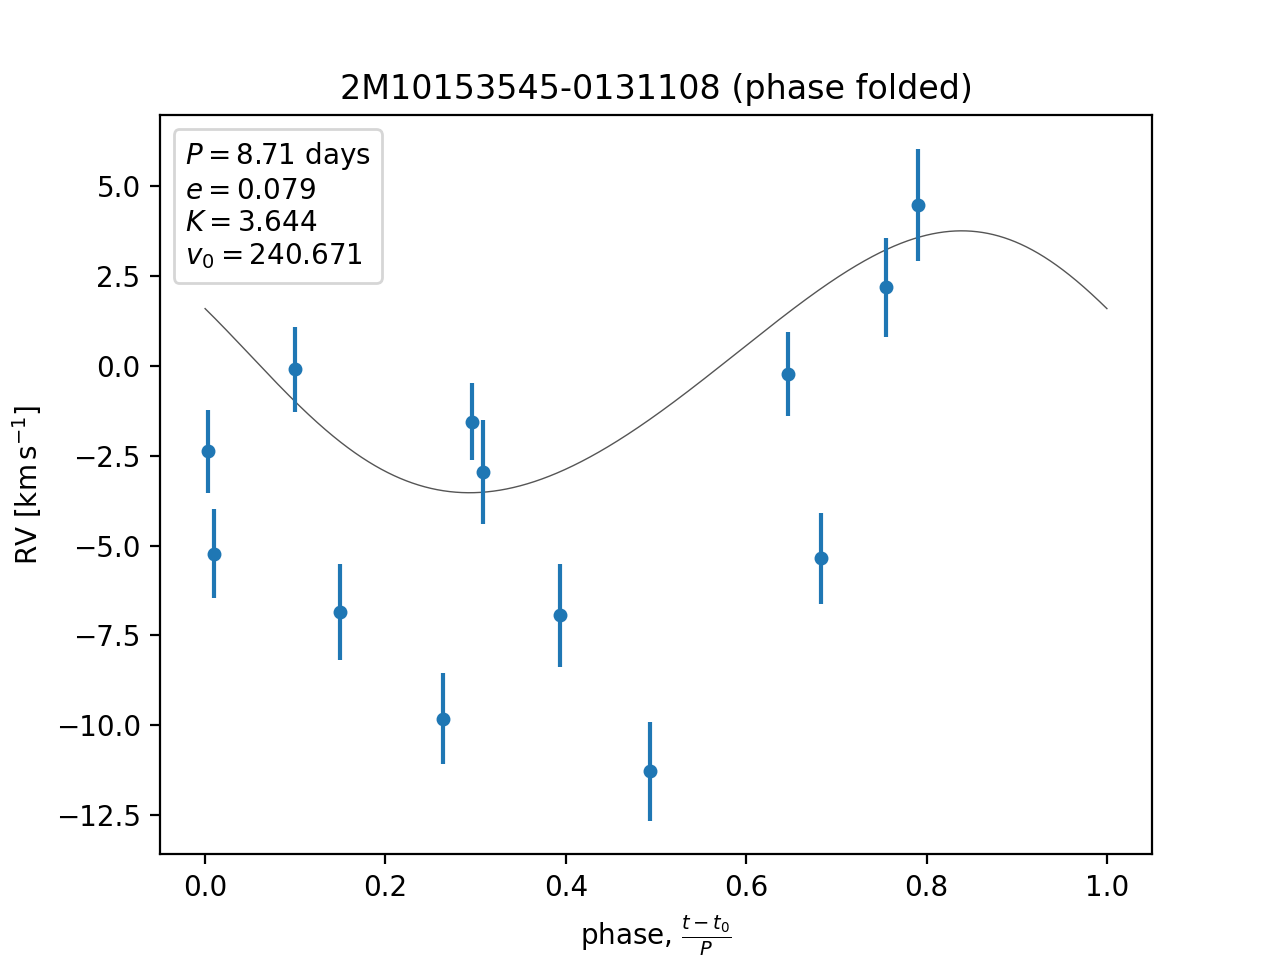 2M10153545-0131108 (phase folded)
P = 8.71 days
e = 0.079
K = 3.644
v₀ = 240.671
5.0
2.5
0.0
−2.5
−5.0
−7.5
−10.0
−12.5
RV [km s⁻¹]
0.0 0.2 0.4 0.6 0.8 1.0
phase, (t − t₀)/P